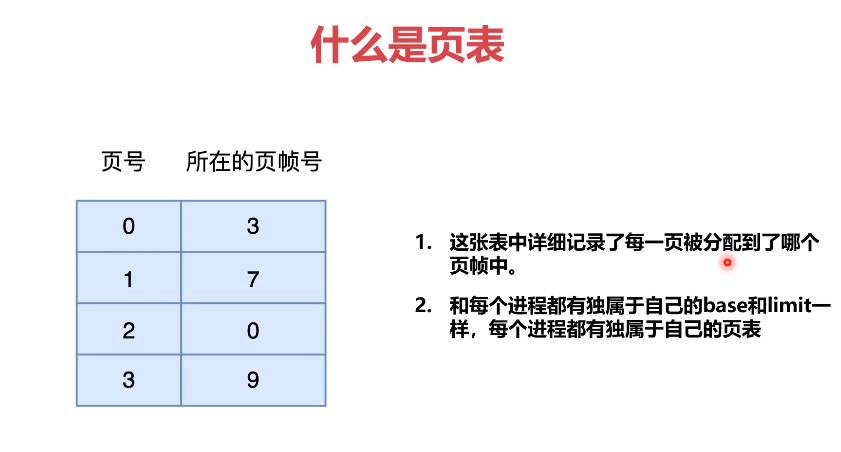 什么是页表
页号 所在的页帧号
0 3
1 7
2 0
3 9
1. 这张表中详细记录了每一页被分配到了哪个
页帧中。
2. 和每个进程都有独属于自己的base和limit一
样，每个进程都有独属于自己的页表